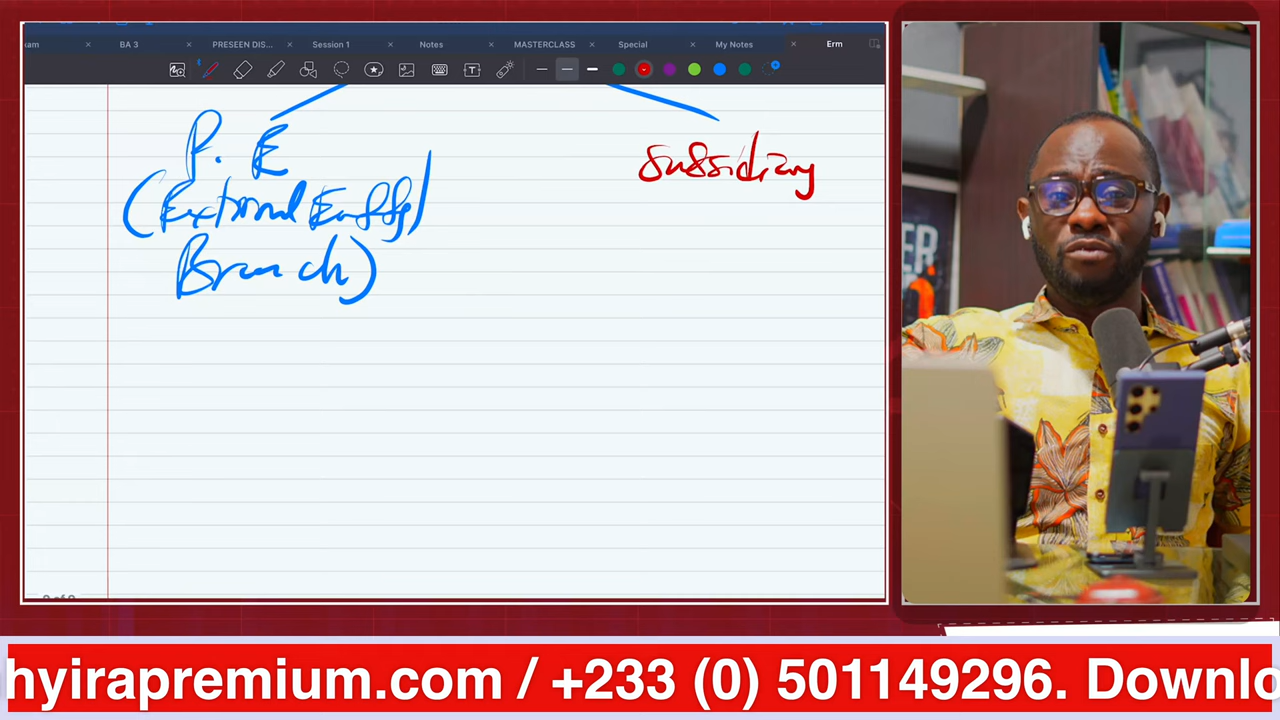 xam BA 3 PRESEEN DIS... Session 1 Notes MASTERCLASS Special My Notes Erm
P. E
Subsidiary
(External
Branch)
hyirapremium.com / +233 (0) 501149296. Downlo